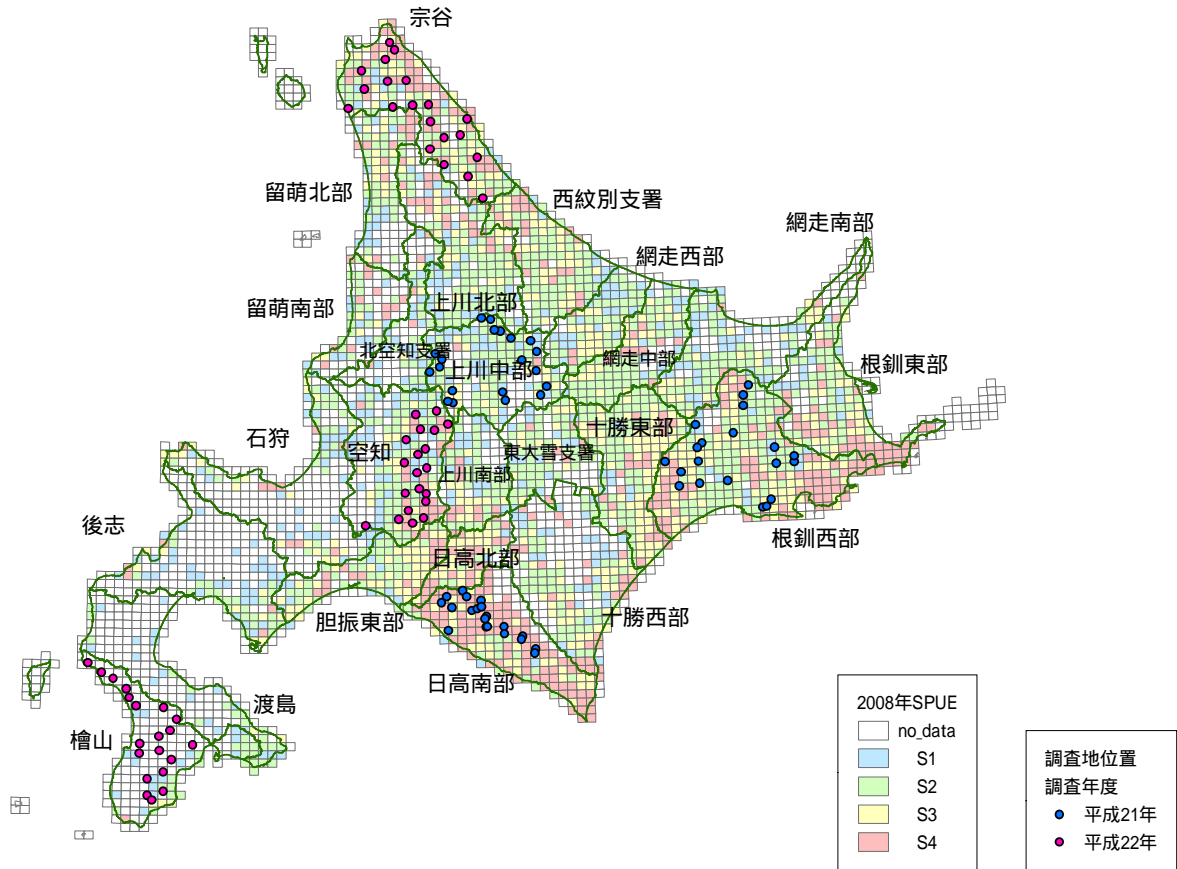 宗谷
留萌北部
西紋別支署
網走南部
網走西部
留萌南部
上川北部
北空知支署
上川中部
網走中部
根釧東部
石狩
空知
十勝東部
東大雪支署
上川南部
後志
根釧西部
日高北部
胆振東部
十勝西部
日高南部
渡島
檜山
2008年SPUE
no_data
S1
S2
S3
S4
調査地位置
調査年度
平成21年
平成22年